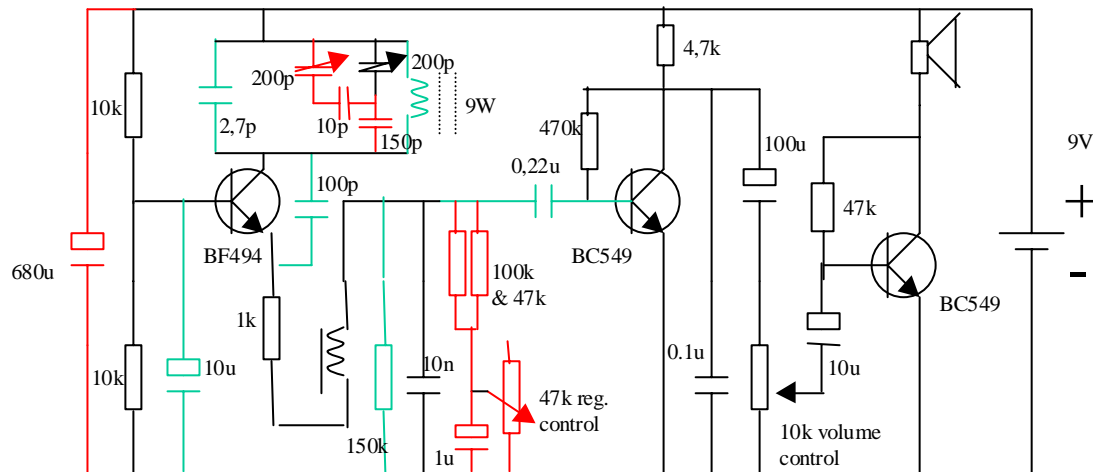 4,7k
200p
200p
9W
10k
2,7p
10p
150p
470k
100u
9V
0,22u
100p
47k
+
BF494
BC549
-
680u
100k
& 47k
BC549
1k
10k
10u
10n
0.1u
10u
47k reg.
control
150k
1u
10k volume
control